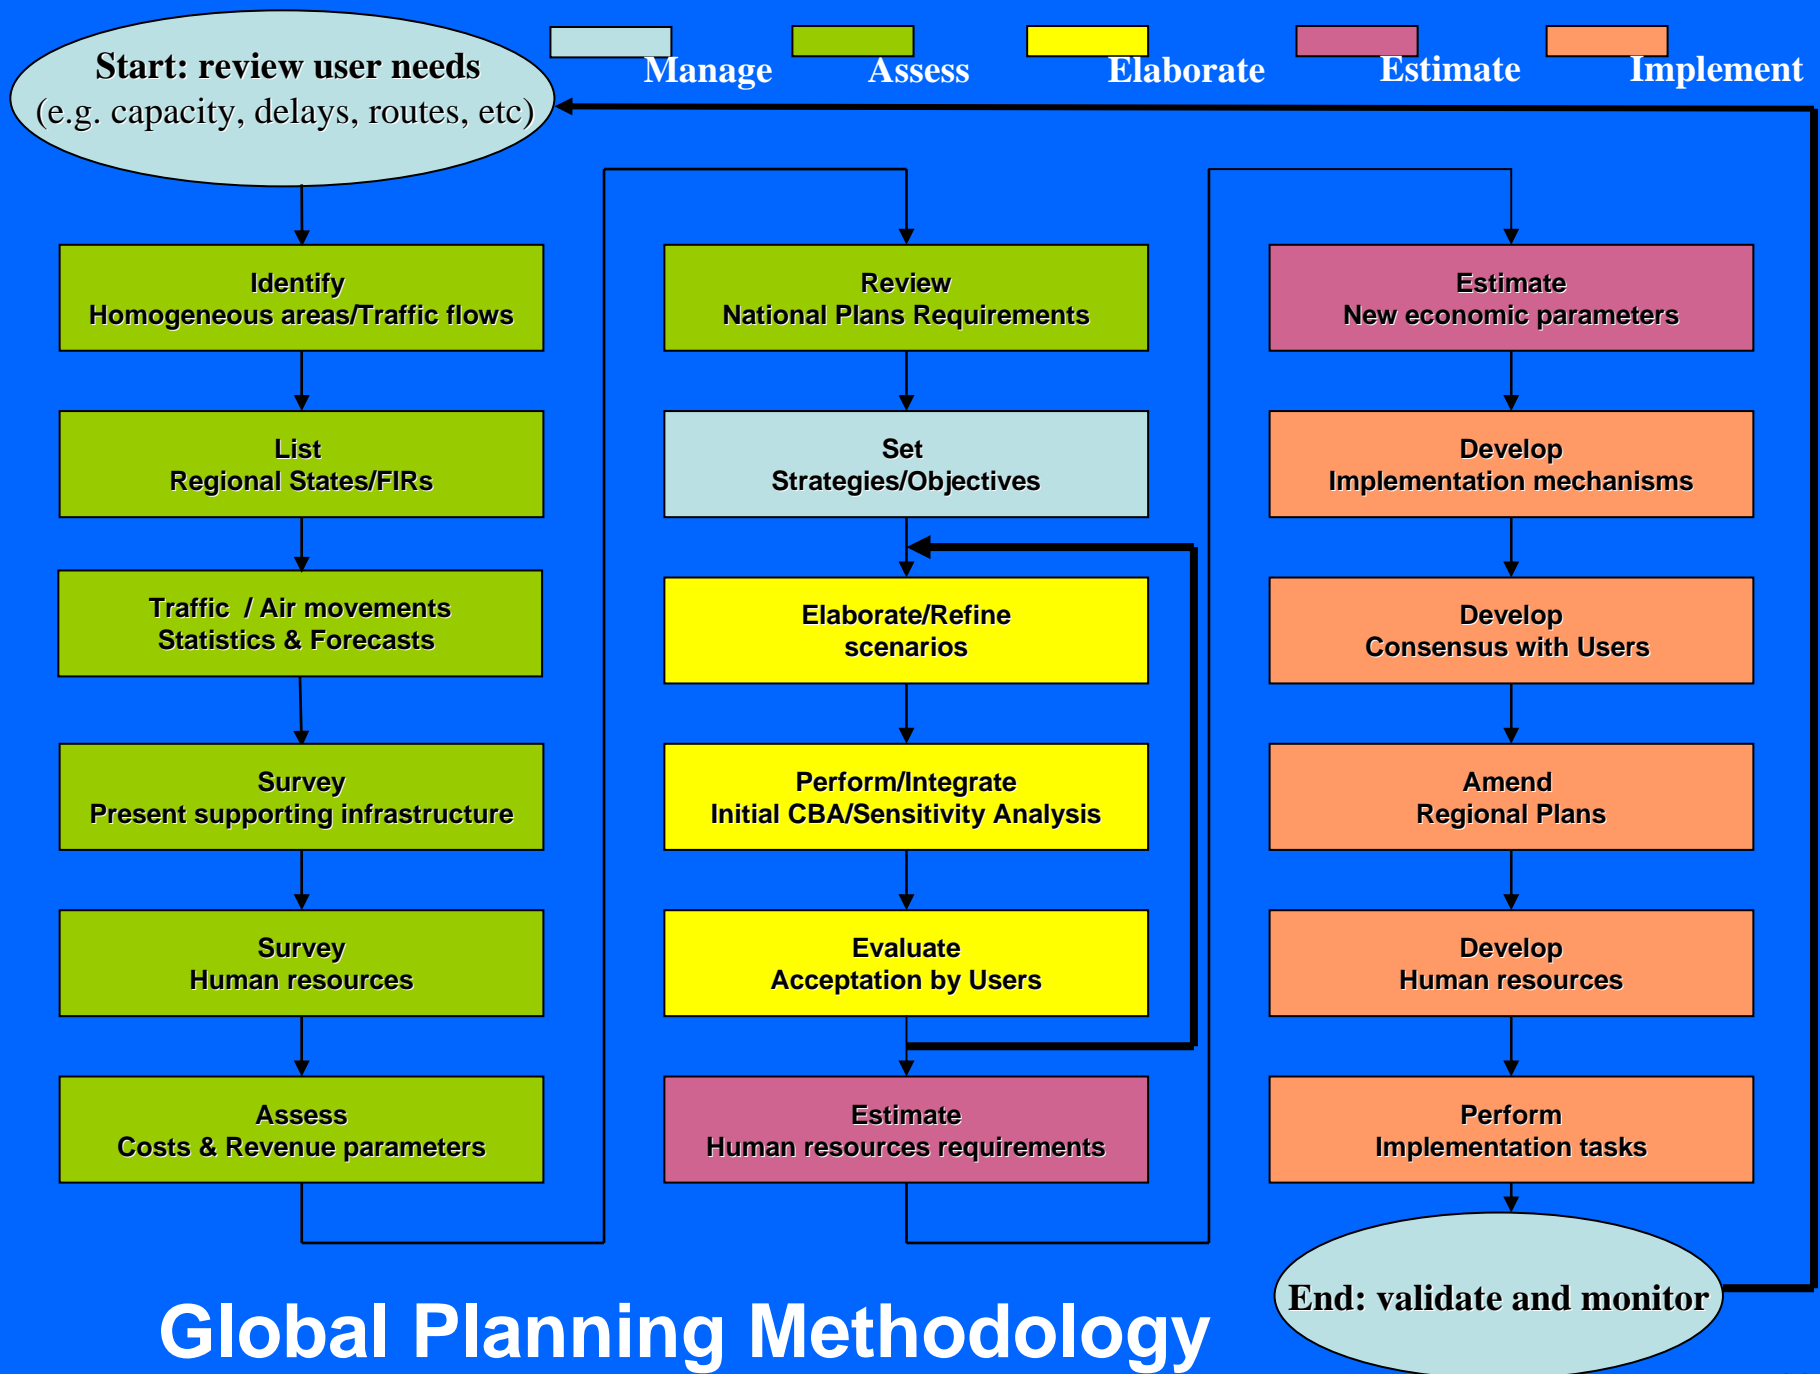 Start: review user needs
(e.g. capacity, delays, routes, etc)
Manage
Assess
Elaborate
Estimate
Implement
Identify
Homogeneous areas/Traffic flows
List
Regional States/FIRs
Traffic / Air movements
Statistics & Forecasts
Survey
Present supporting infrastructure
Survey
Human resources
Assess
Costs & Revenue parameters
Review
National Plans Requirements
Set
Strategies/Objectives
Elaborate/Refine
scenarios
Perform/Integrate
Initial CBA/Sensitivity Analysis
Evaluate
Acceptation by Users
Estimate
Human resources requirements
Estimate
New economic parameters
Develop
Implementation mechanisms
Develop
Consensus with Users
Amend
Regional Plans
Develop
Human resources
Perform
Implementation tasks
End: validate and monitor
Global Planning Methodology